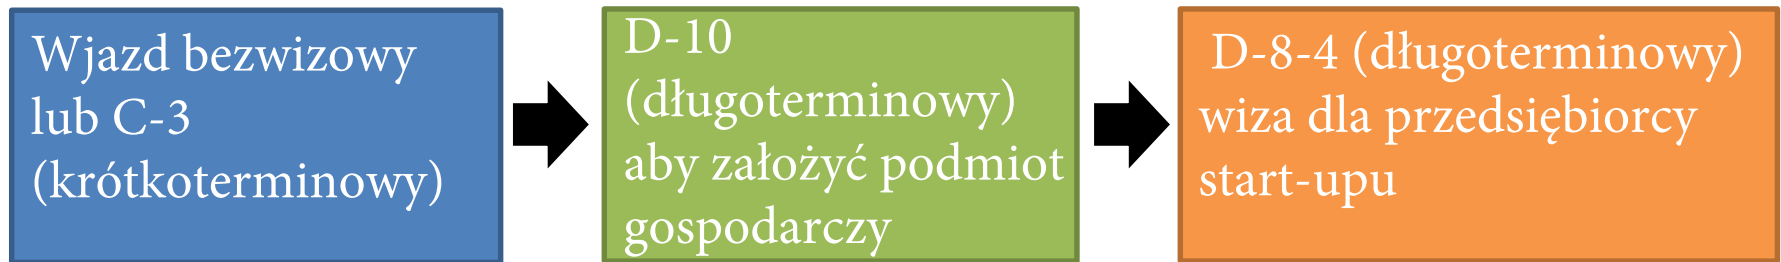 Wjazd bezwizowy
lub C-3
(krótkoterminowy)
D-10
(długoterminowy)
aby założyć podmiot
gospodarczy
D-8-4 (długoterminowy)
wiza dla przedsiębiorcy
start-upu